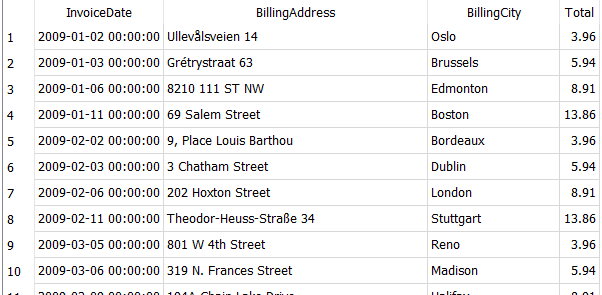 InvoiceDate BillingAddress BillingCity Total
1 2009-01-02 00:00:00 Ullevålsveien 14 Oslo 3.96
2 2009-01-03 00:00:00 Grétrystraat 63 Brussels 5.94
3 2009-01-06 00:00:00 8210 111 ST NW Edmonton 8.91
4 2009-01-11 00:00:00 69 Salem Street Boston 13.86
5 2009-02-02 00:00:00 9, Place Louis Barthou Bordeaux 3.96
6 2009-02-03 00:00:00 3 Chatham Street Dublin 5.94
7 2009-02-06 00:00:00 202 Hoxton Street London 8.91
8 2009-02-11 00:00:00 Theodor-Heuss-Straße 34 Stuttgart 13.86
9 2009-03-05 00:00:00 801 W 4th Street Reno 3.96
10 2009-03-06 00:00:00 319 N. Frances Street Madison 5.94